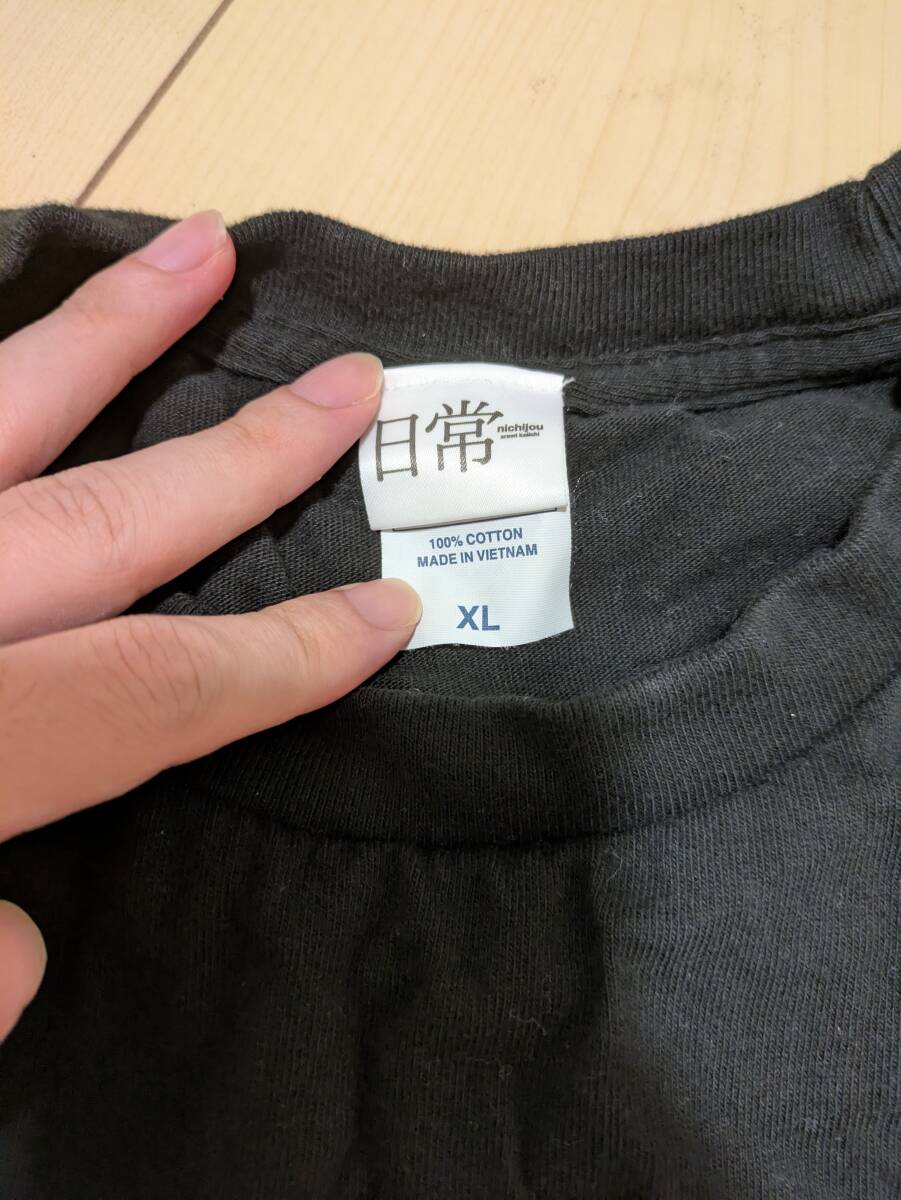 日常
nichijou
arawi keiichi
100% COTTON
MADE IN VIETNAM
XL